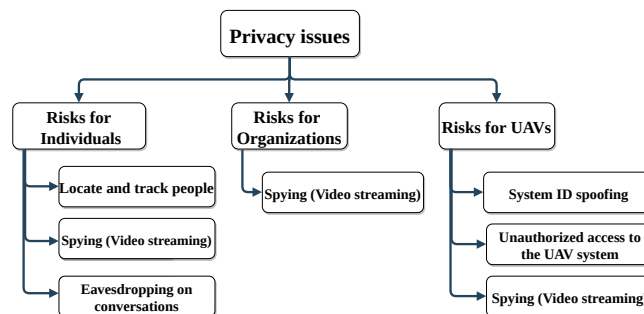 Privacy issues
Risks for
Individuals
Risks for
Organizations
Risks for UAVs
Locate and track people
Spying (Video streaming)
Eavesdropping on
conversations
Spying (Video streaming)
System ID spoofing
Unauthorized access to
the UAV system
Spying (Video streaming)